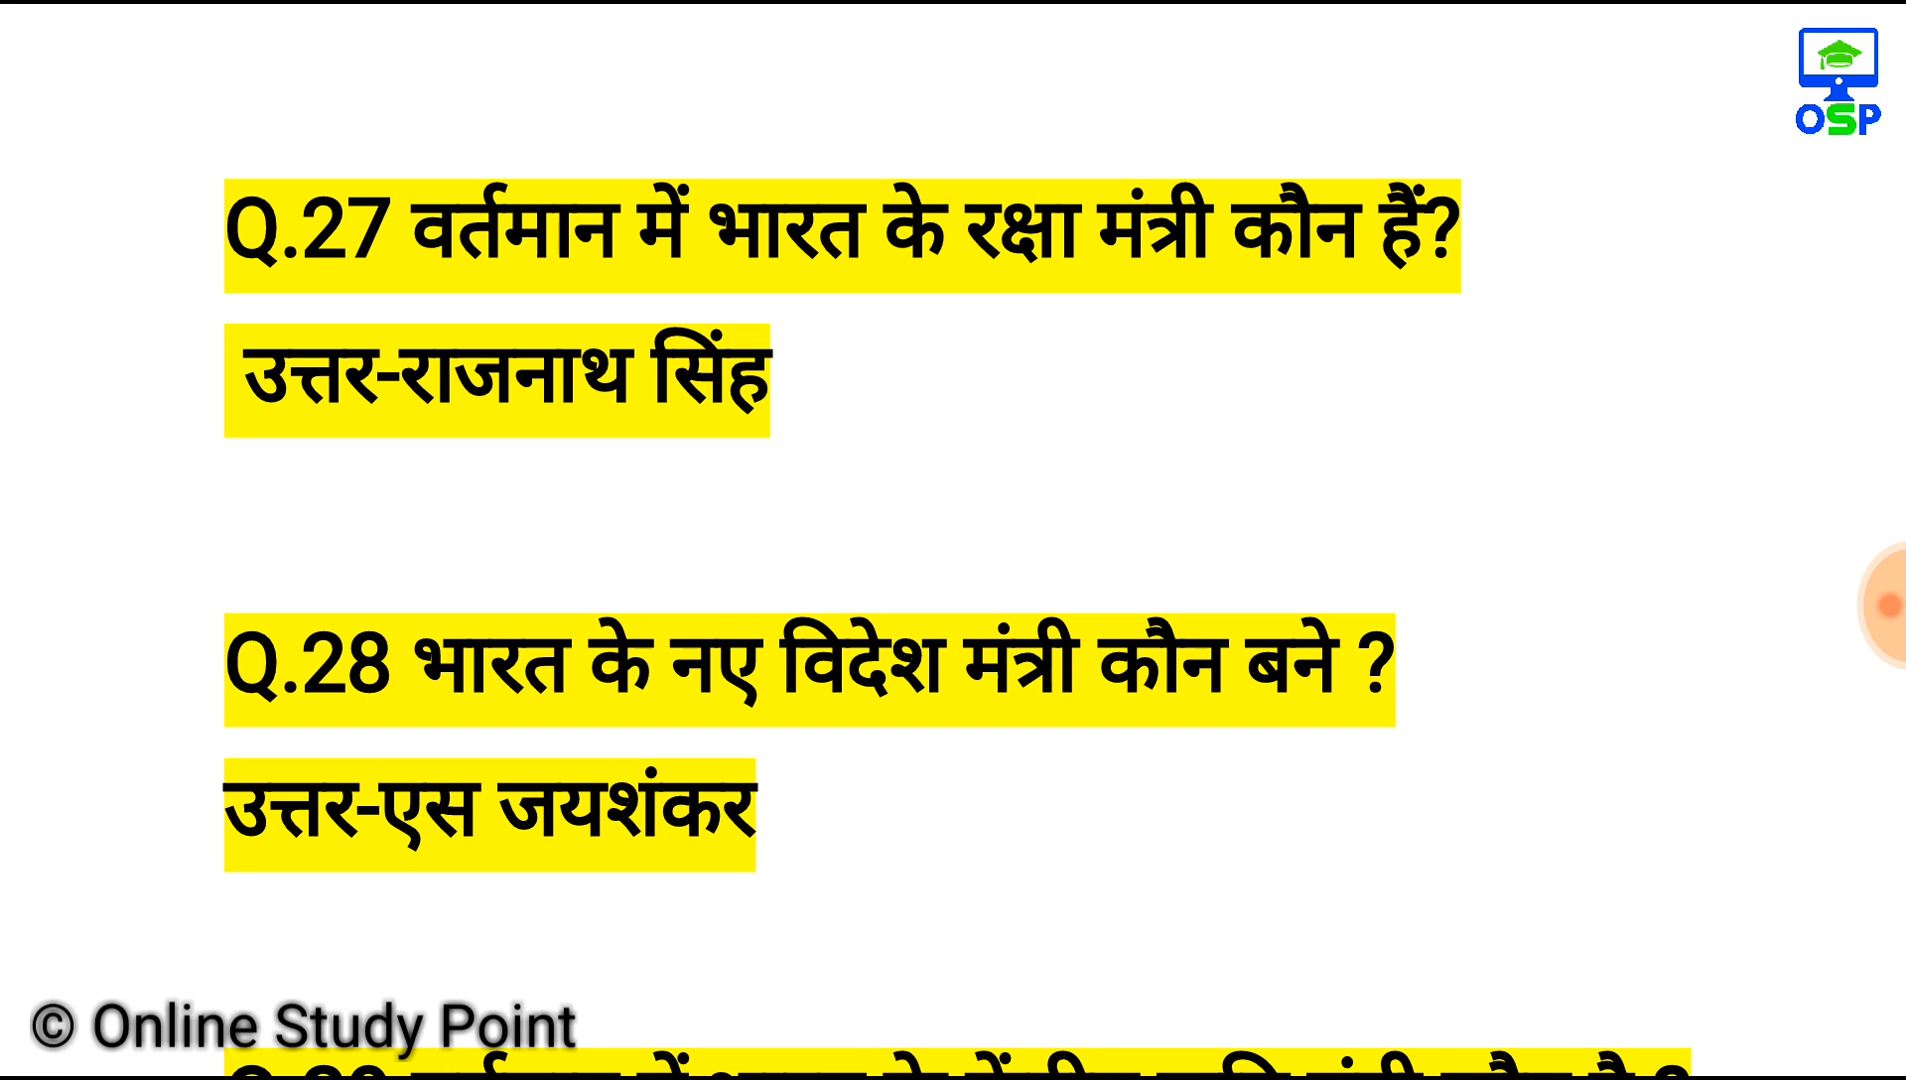 OSP
Q.27 वर्तमान में भारत के रक्षा मंत्री कौन हैं?
उत्तर-राजनाथ सिंह
Q.28 भारत के नए विदेश मंत्री कौन बने ?
उत्तर-एस जयशंकर
© Online Study Point